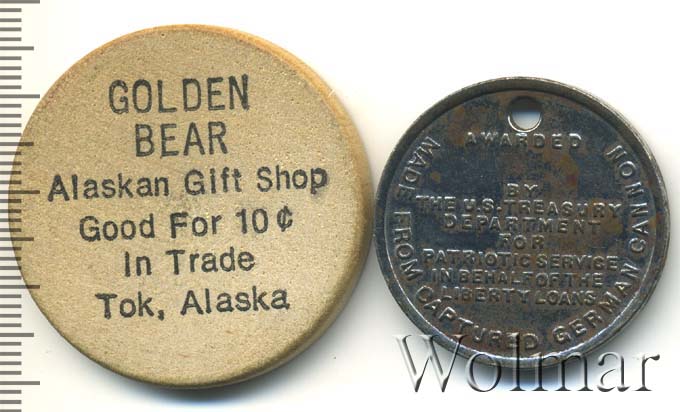 GOLDEN
BEAR
Alaskan Gift Shop
Good For 10¢
In Trade
Tok, Alaska
MADE FROM CAPTURED GERMAN CANNON
AWARDED
BY
THE U.S. TREASURY
DEPARTMENT
FOR
PATRIOTIC SERVICE
IN BEHALF OF THE
LIBERTY LOANS
Wolmar